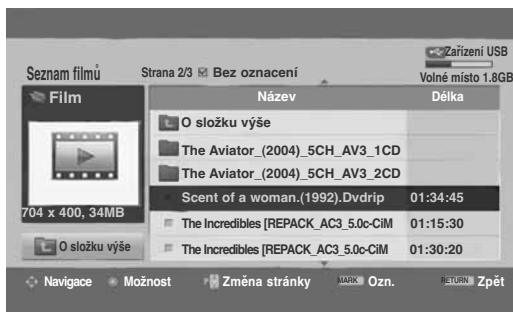 Zařízení USB
Seznam filmů
Strana 2/3 Bez oznacení
Volné místo 1.8GB
Film
Název Délka
O složku výše
The Aviator_(2004)_5CH_AV3_1CD
The Aviator_(2004)_5CH_AV3_2CD
Scent of a woman.(1992).Dvdrip 01:34:45
704 x 400, 34MB
The Incredibles [REPACK_AC3_5.0c-CiM 01:15:30
O složku výše
The Incredibles [REPACK_AC3_5.0c-CiM 01:30:20
Navigace Možnost Změna stránky MARK Ozn. RETURN Zpět